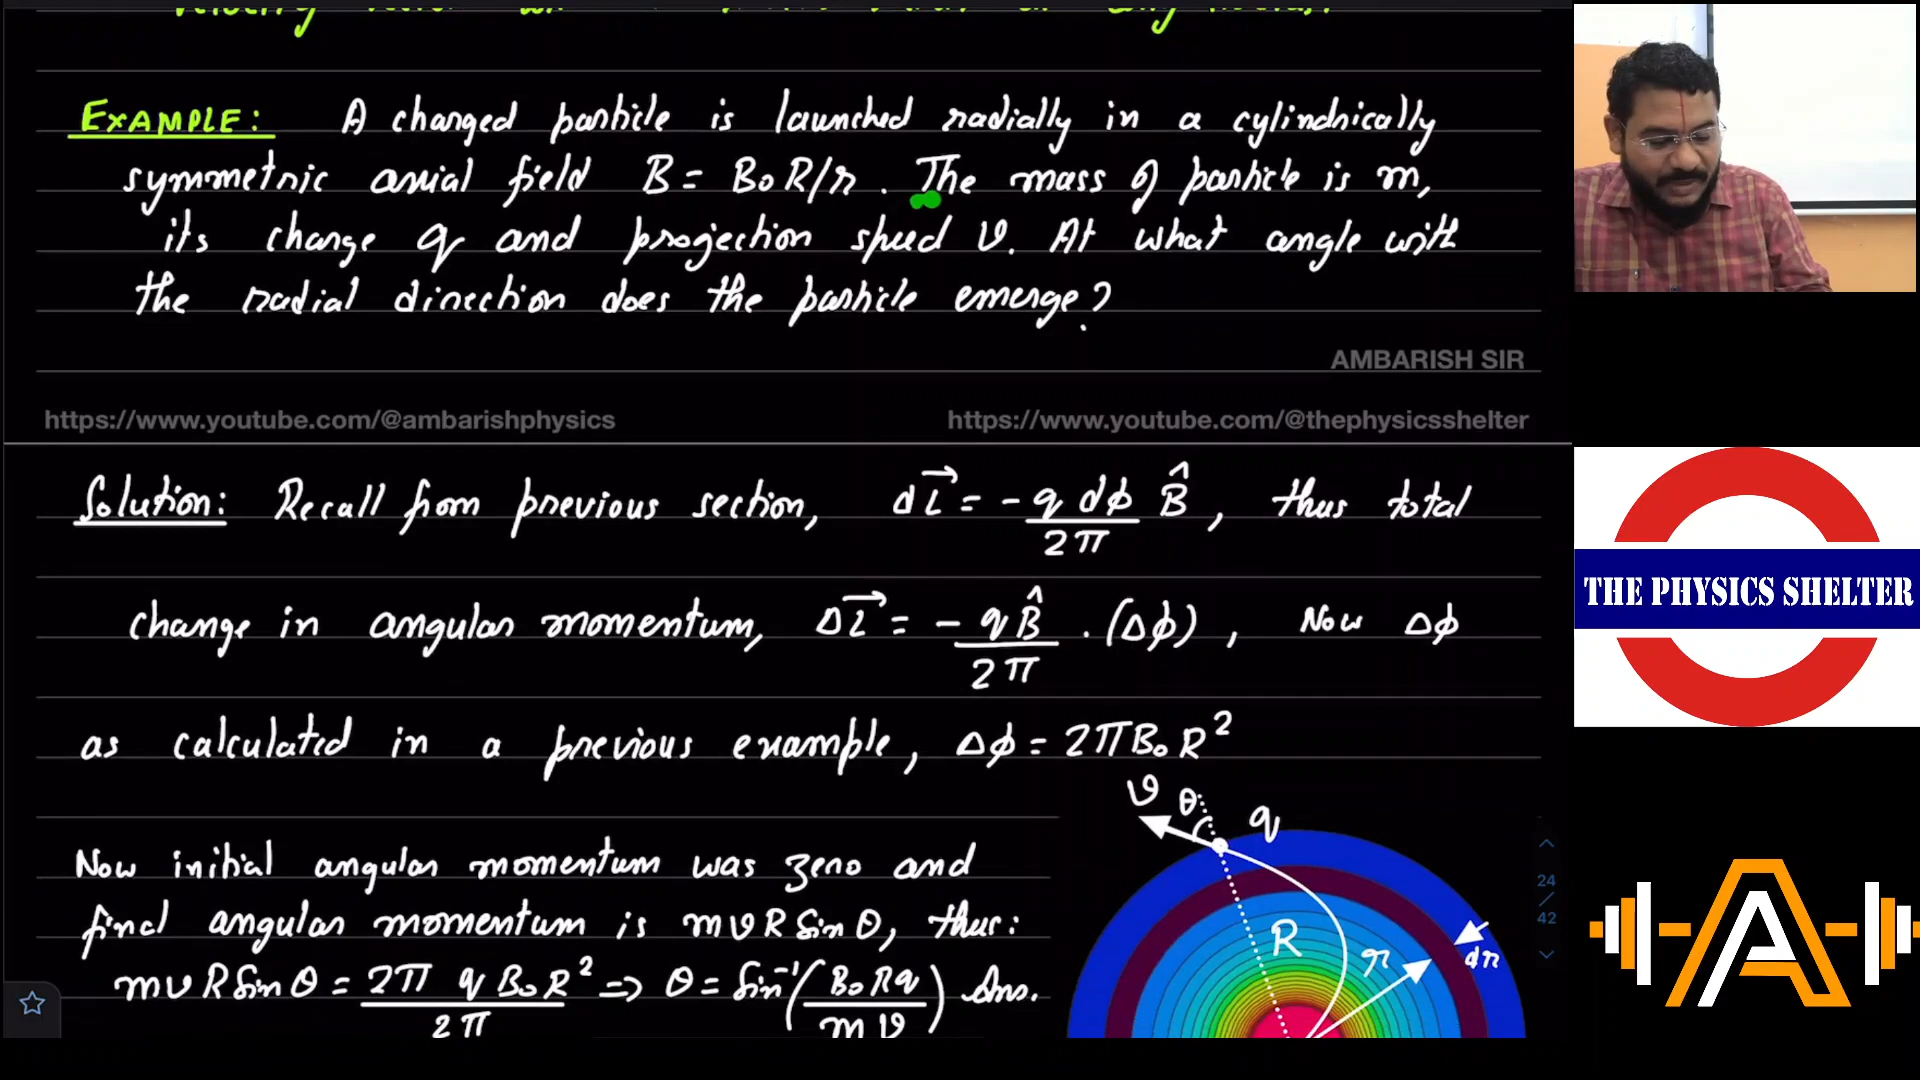 EXAMPLE: A charged particle is launched radially in a cylindrically
symmetric axial field B = B₀R/r. The mass of particle is m,
its charge q and projection speed v. At what angle with
the radial direction does the particle emerge?
AMBARISH SIR
https://www.youtube.com/@ambarishphysics https://www.youtube.com/@thephysicsshelter
Solution: Recall from previous section, dL⃗ = - q dϕ/2π B̂, thus total
change in angular momentum, ΔL⃗ = - qB̂/2π . (Δϕ), Now Δϕ
as calculated in a previous example, Δϕ = 2πB₀R²
Now initial angular momentum was zero and
final angular momentum is mvR Sinθ, thus:
mvR Sinθ = 2π qB₀R²/2π ⇒ θ = Sin⁻¹(B₀Rq/mv) Ans.
v θ q
R r dr
24
/
42
THE PHYSICS SHELTER